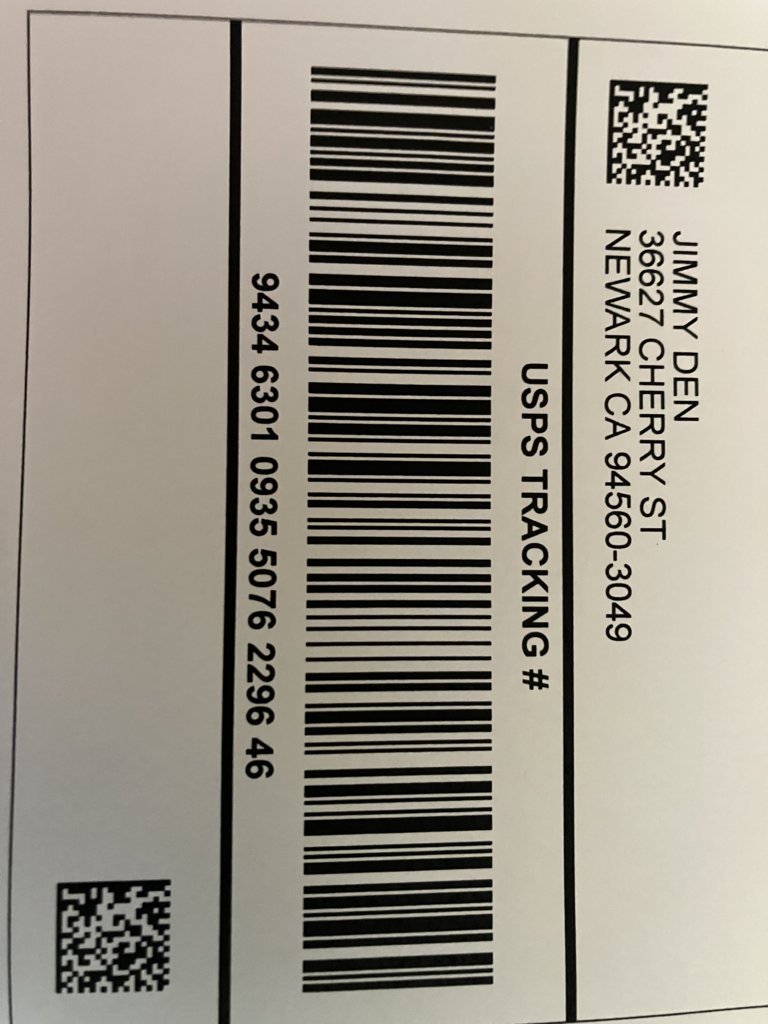 JIMMY DEN
36627 CHERRY ST
NEWARK CA 94560-3049
USPS TRACKING #
9434 6301 0935 5076 2296 46